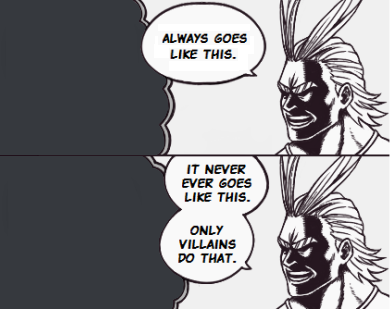 ALWAYS GOES
LIKE THIS.
IT NEVER
EVER GOES
LIKE THIS.
ONLY
VILLAINS
DO THAT.